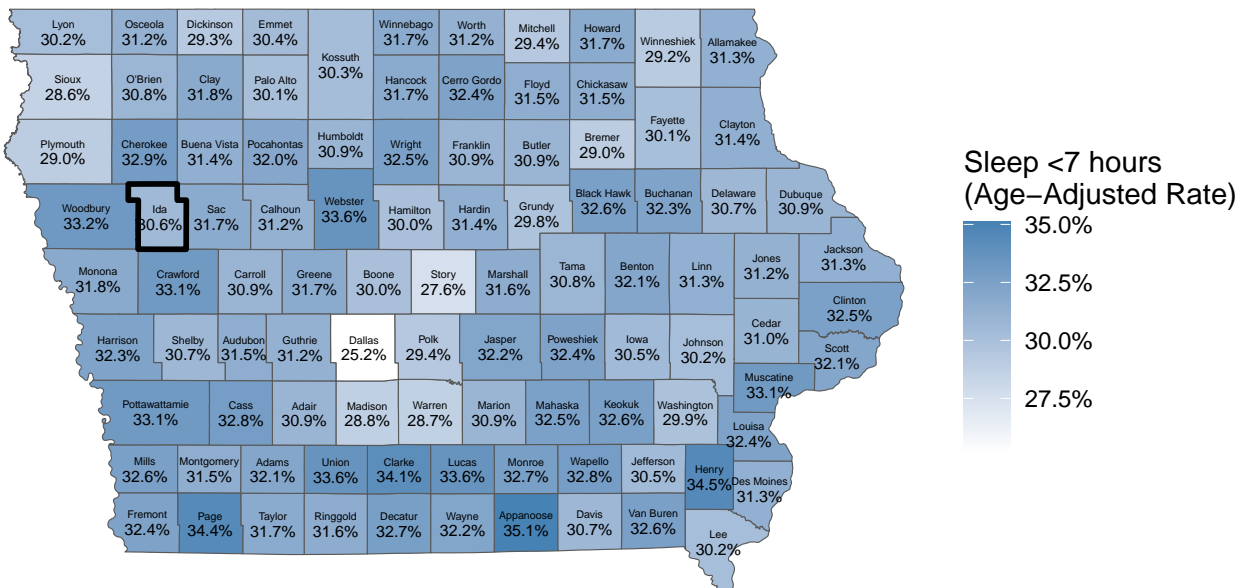 Lyon
30.2%
Osceola
31.2%
Dickinson
29.3%
Emmet
30.4%
Kossuth
30.3%
Winnebago
31.7%
Worth
31.2%
Mitchell
29.4%
Howard
31.7%
Winneshiek
29.2%
Allamakee
31.3%
Sioux
28.6%
O'Brien
30.8%
Clay
31.8%
Palo Alto
30.1%
Hancock
31.7%
Cerro Gordo
32.4%
Floyd
31.5%
Chickasaw
31.5%
Fayette
30.1%
Clayton
31.4%
Plymouth
29.0%
Cherokee
32.9%
Buena Vista
31.4%
Pocahontas
32.0%
Humboldt
30.9%
Wright
32.5%
Franklin
30.9%
Butler
30.9%
Bremer
29.0%
Woodbury
33.2%
Ida
30.6%
Sac
31.7%
Calhoun
31.2%
Webster
33.6%
Hamilton
30.0%
Hardin
31.4%
Grundy
29.8%
Black Hawk
32.6%
Buchanan
32.3%
Delaware
30.7%
Dubuque
30.9%
Monona
31.8%
Crawford
33.1%
Carroll
30.9%
Greene
31.7%
Boone
30.0%
Story
27.6%
Marshall
31.6%
Tama
30.8%
Benton
32.1%
Linn
31.3%
Jones
31.2%
Jackson
31.3%
Clinton
32.5%
Harrison
32.3%
Shelby
30.7%
Audubon
31.5%
Guthrie
31.2%
Dallas
25.2%
Polk
29.4%
Jasper
32.2%
Poweshiek
32.4%
Iowa
30.5%
Johnson
30.2%
Cedar
31.0%
Scott
32.1%
Muscatine
33.1%
Pottawattamie
33.1%
Cass
32.8%
Adair
30.9%
Madison
28.8%
Warren
28.7%
Marion
30.9%
Mahaska
32.5%
Keokuk
32.6%
Washington
29.9%
Louisa
32.4%
Mills
32.6%
Montgomery
31.5%
Adams
32.1%
Union
33.6%
Clarke
34.1%
Lucas
33.6%
Monroe
32.7%
Wapello
32.8%
Jefferson
30.5%
Henry
34.5%
Des Moines
31.3%
Fremont
32.4%
Page
34.4%
Taylor
31.7%
Ringgold
31.6%
Decatur
32.7%
Wayne
32.2%
Appanoose
35.1%
Davis
30.7%
Van Buren
32.6%
Lee
30.2%
Sleep <7 hours
(Age−Adjusted Rate)
35.0%
32.5%
30.0%
27.5%